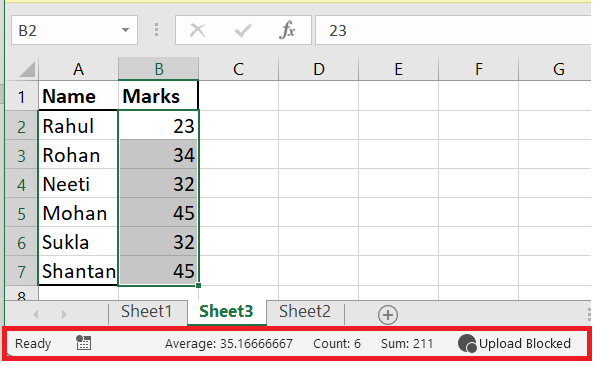 B2 fx 23
A B C D E F G
1 Name Marks
2 Rahul 23
3 Rohan 34
4 Neeti 32
5 Mohan 45
6 Sukla 32
7 Shantan 45
8
Sheet1 Sheet3 Sheet2
Ready Average: 35.16666667 Count: 6 Sum: 211 Upload Blocked